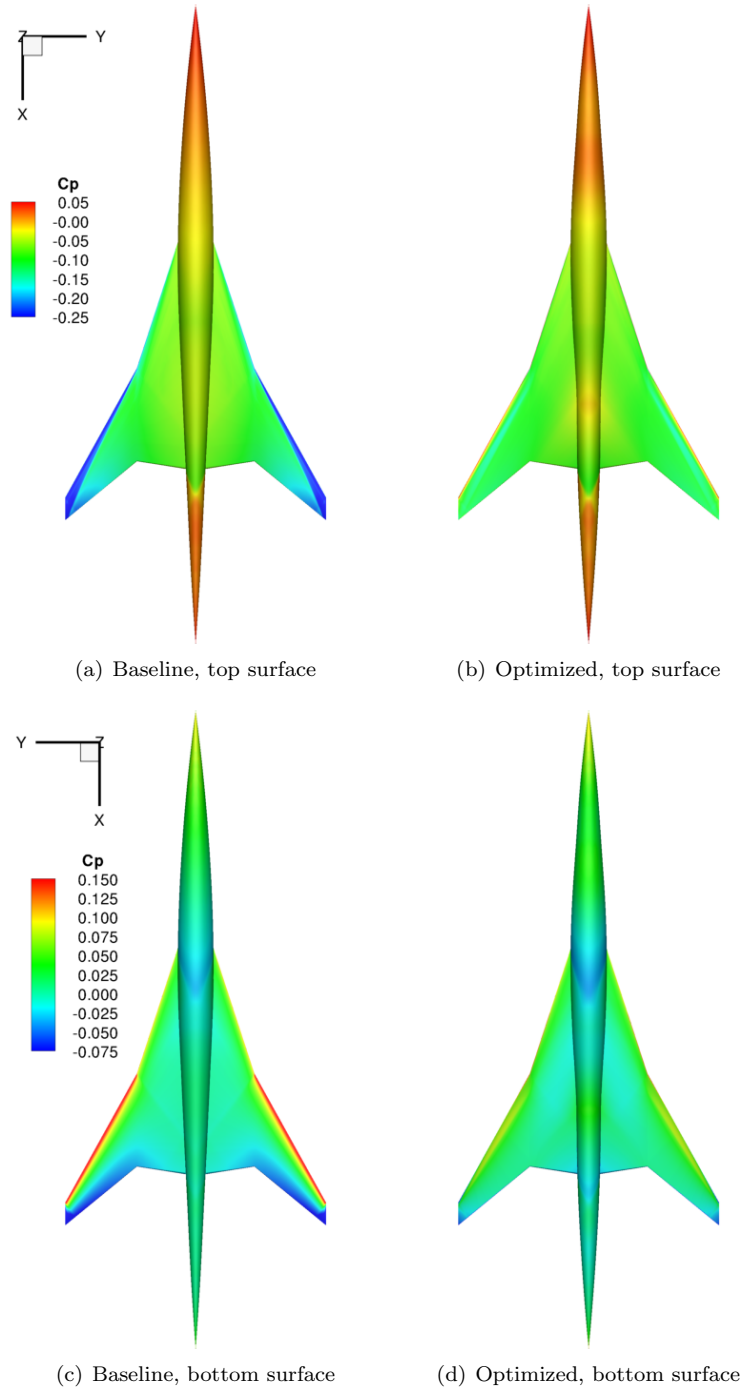 Z Y
X
Cp
0.05
-0.00
-0.05
-0.10
-0.15
-0.20
-0.25
(a) Baseline, top surface
(b) Optimized, top surface
Y Z
X
Cp
0.150
0.125
0.100
0.075
0.050
0.025
0.000
-0.025
-0.050
-0.075
(c) Baseline, bottom surface
(d) Optimized, bottom surface